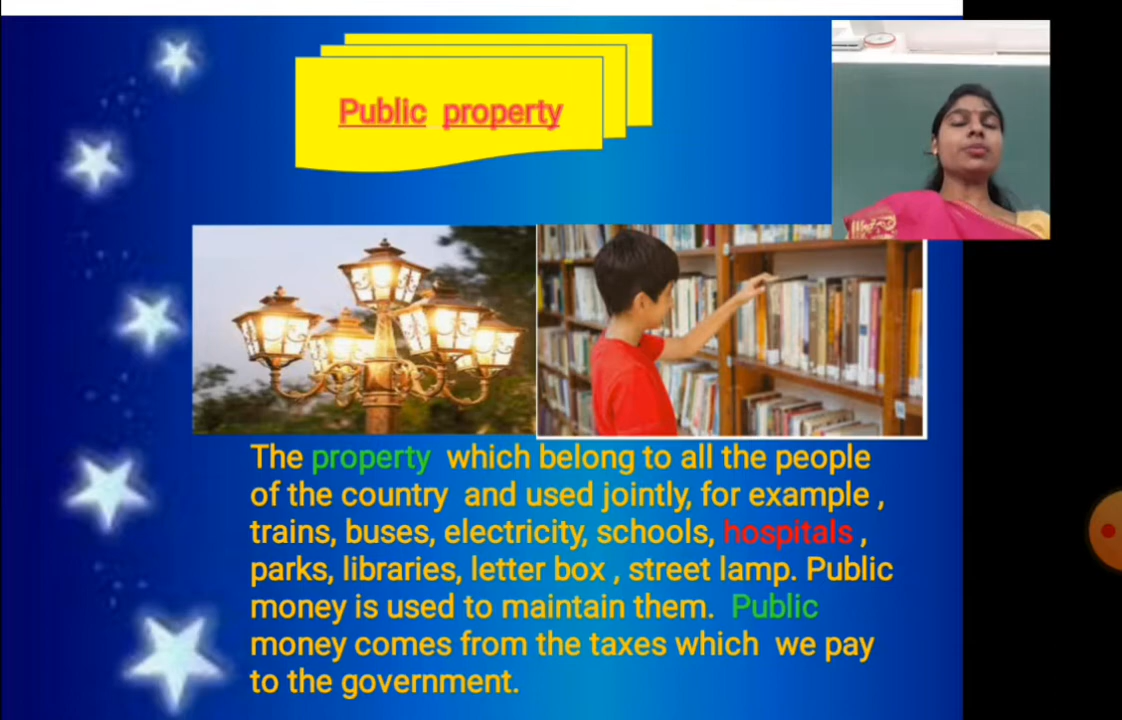 Public property
The property which belong to all the people
of the country and used jointly, for example ,
trains, buses, electricity, schools, hospitals ,
parks, libraries, letter box , street lamp. Public
money is used to maintain them. Public
money comes from the taxes which we pay
to the government.